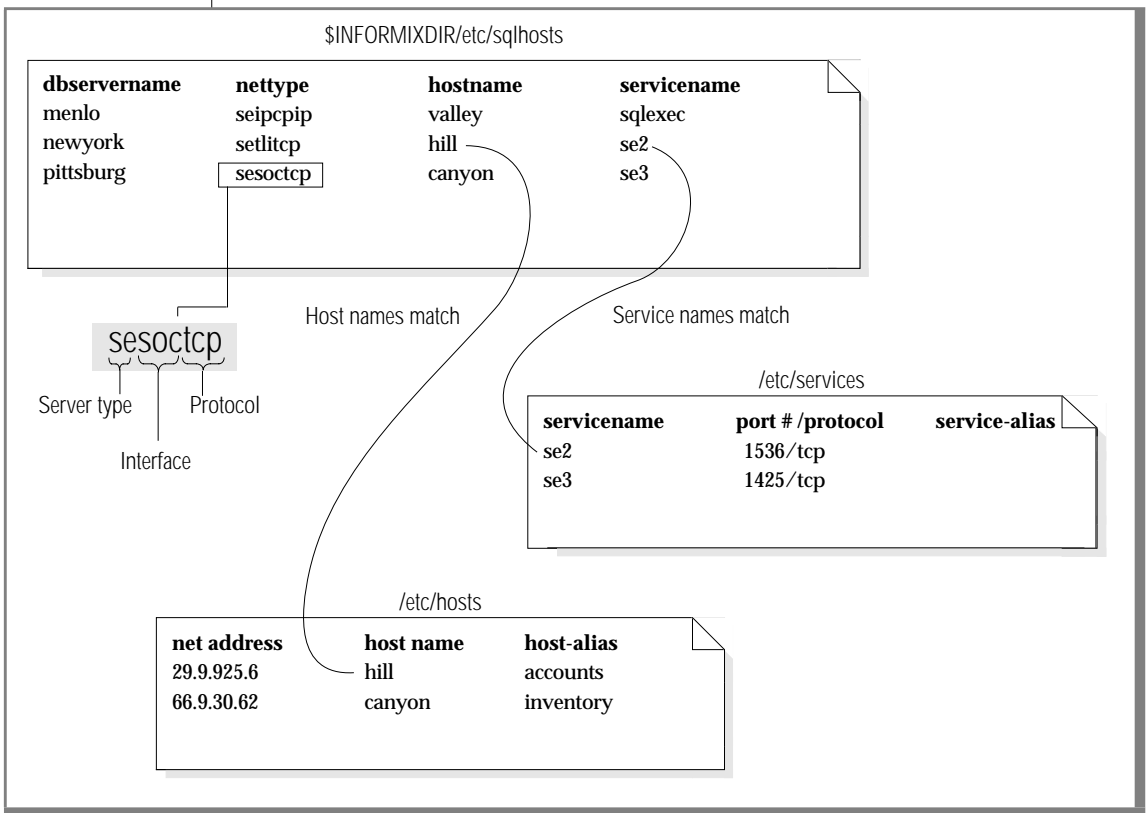 $INFORMIXDIR/etc/sqlhosts
dbservername nettype hostname servicename
menlo seipcpip valley sqlexec
newyork setlitcp hill se2
pittsburg sesoctcp canyon se3
Host names match
Service names match
sesoctcp
Server type Protocol
Interface
/etc/services
servicename port # /protocol service-alias
se2 1536/tcp
se3 1425/tcp
/etc/hosts
net address host name host-alias
29.9.925.6 hill accounts
66.9.30.62 canyon inventory